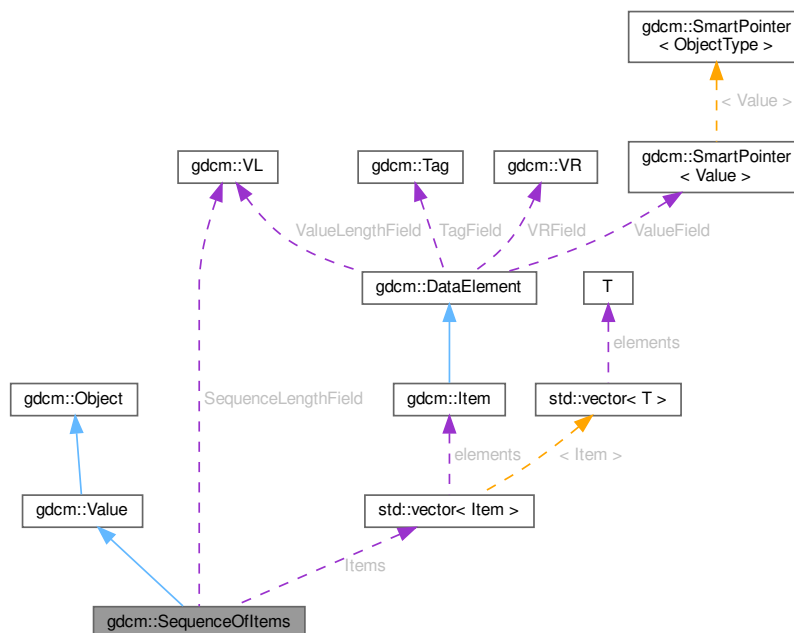 gdcm::SmartPointer
< ObjectType >
< Value >
gdcm::VL
gdcm::Tag
gdcm::VR
gdcm::SmartPointer
< Value >
ValueLengthField
TagField
VRField
ValueField
gdcm::DataElement
T
elements
gdcm::Object
SequenceLengthField
gdcm::Item
std::vector< T >
elements
< Item >
gdcm::Value
std::vector< Item >
Items
gdcm::SequenceOfItems